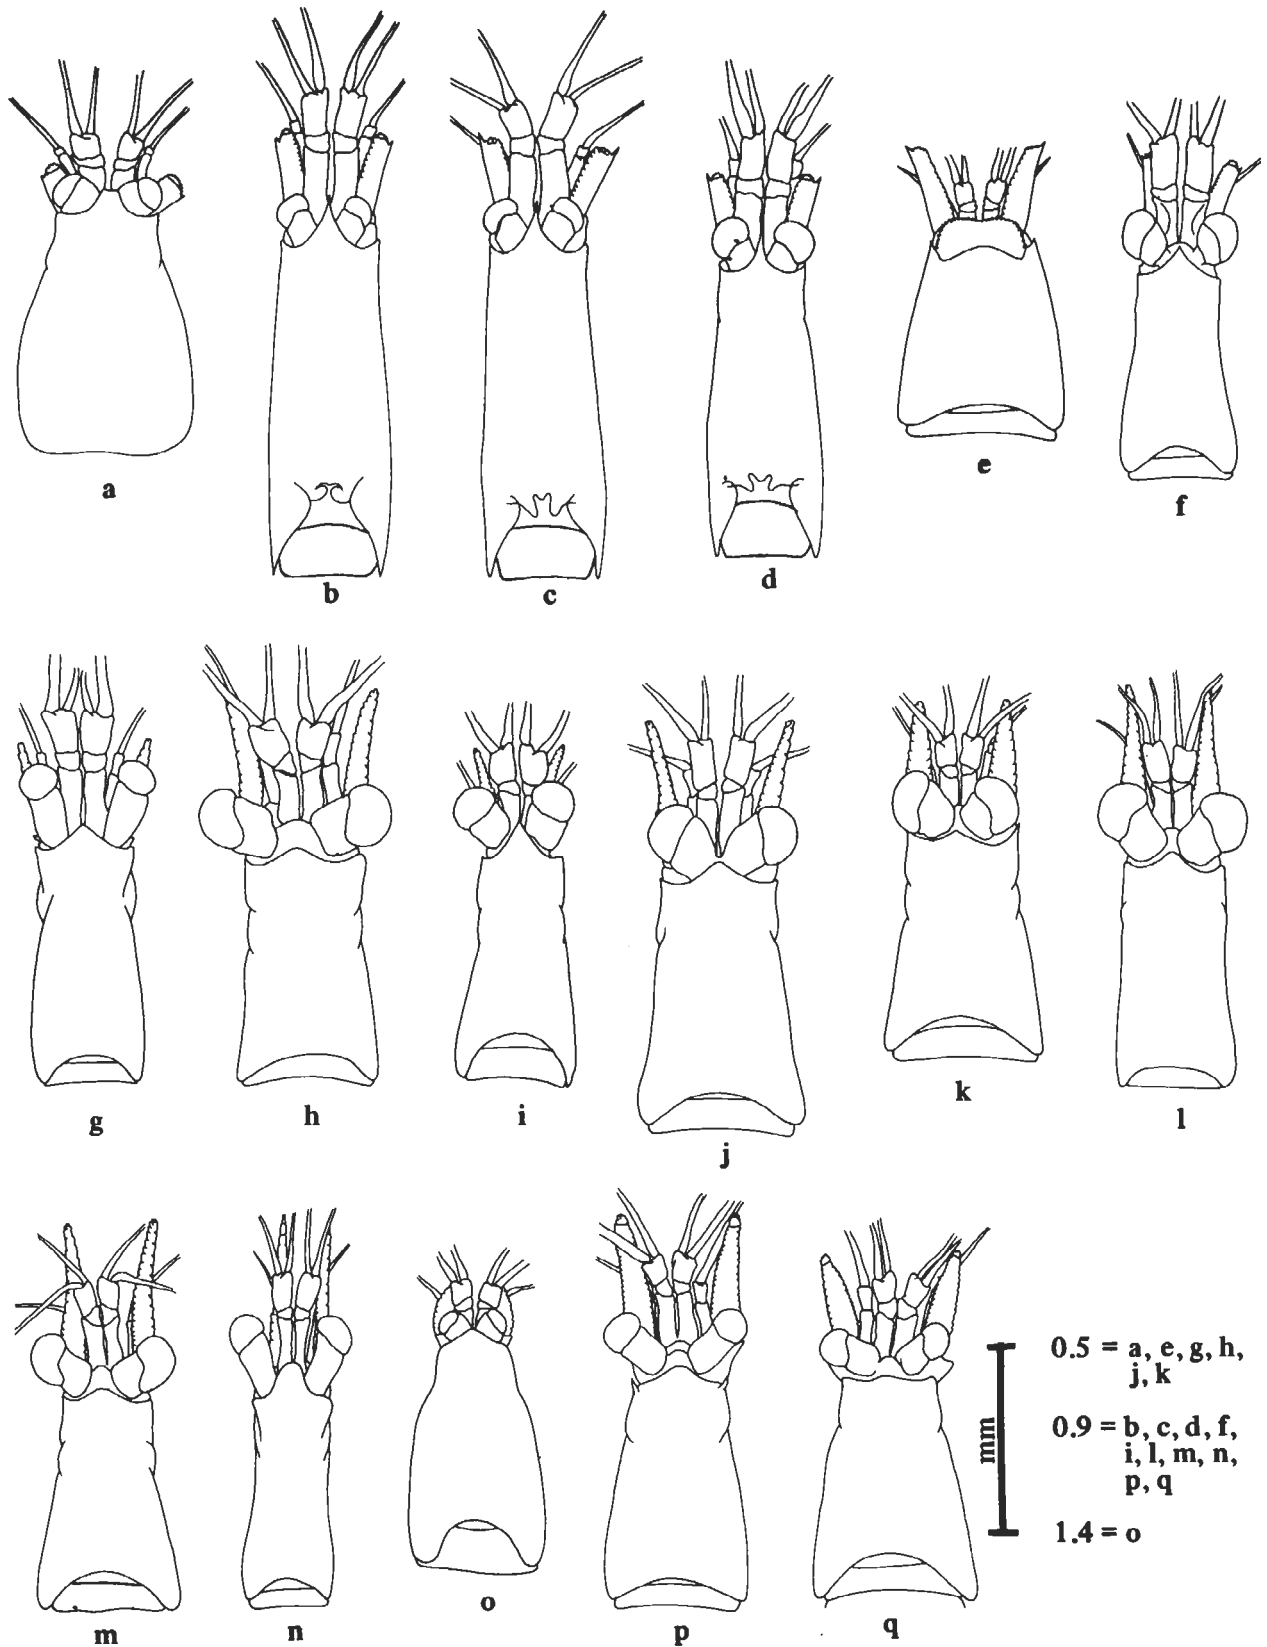 a
b
c
d
e
f
g
h
i
j
k
l
m
n
o
p
q
mm
0.5 = a, e, g, h,
j, k
0.9 = b, c, d, f,
i, l, m, n,
p, q
1.4 = o